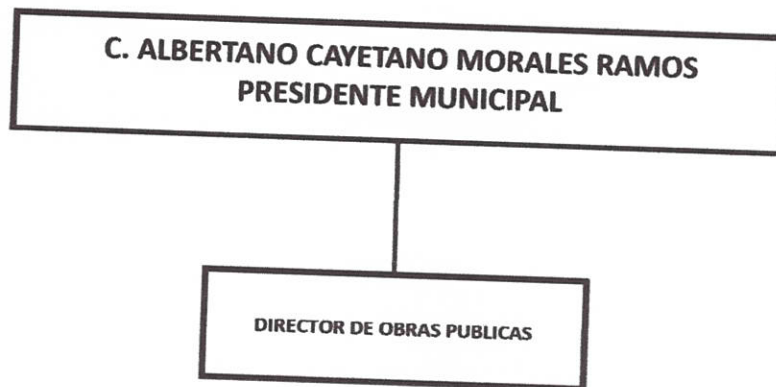 C. ALBERTANO CAYETANO MORALES RAMOS
PRESIDENTE MUNICIPAL
DIRECTOR DE OBRAS PUBLICAS